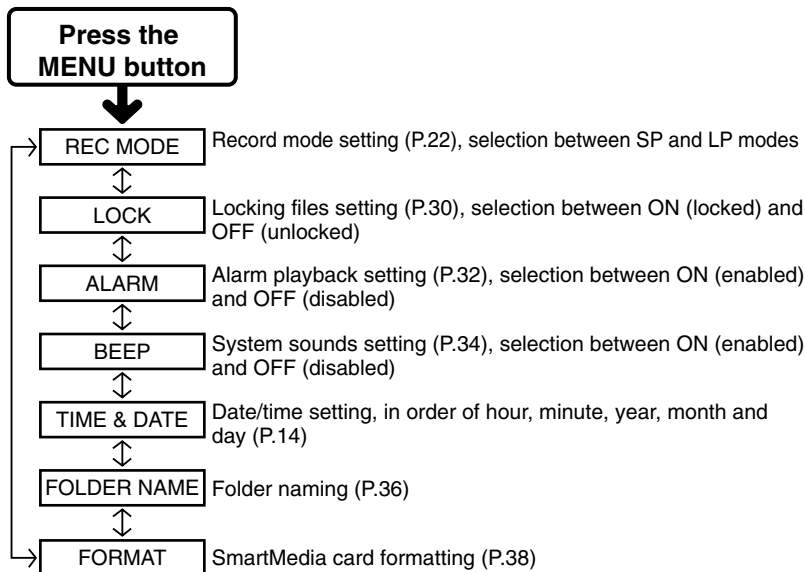 Press the
MENU button
REC MODE
Record mode setting (P.22), selection between SP and LP modes
LOCK
Locking files setting (P.30), selection between ON (locked) and
OFF (unlocked)
ALARM
Alarm playback setting (P.32), selection between ON (enabled)
and OFF (disabled)
BEEP
System sounds setting (P.34), selection between ON (enabled)
and OFF (disabled)
TIME & DATE
Date/time setting, in order of hour, minute, year, month and
day (P.14)
FOLDER NAME
Folder naming (P.36)
FORMAT
SmartMedia card formatting (P.38)